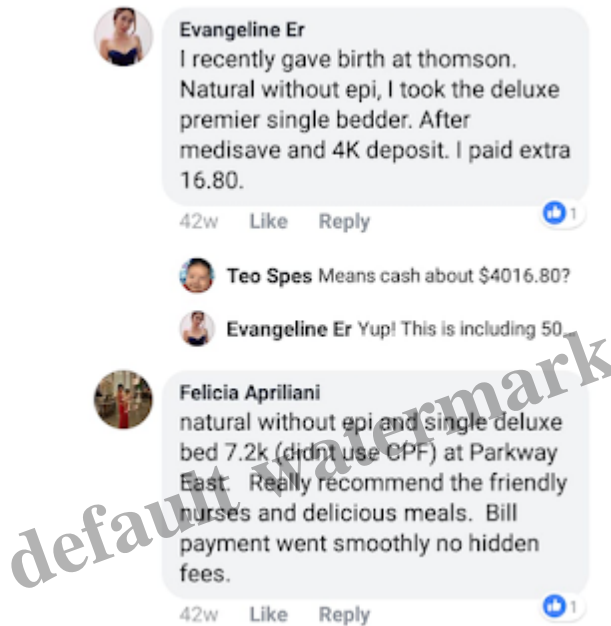 Evangeline Er
I recently gave birth at thomson.
Natural without epi, I took the deluxe
premier single bedder. After
medisave and 4K deposit. I paid extra
16.80.
42w Like Reply 1
Teo Spes Means cash about $4016.80?
Evangeline Er Yup! This is including 50...
Felicia Apriliani
natural without epi and single deluxe
bed 7.2k (didnt use CPF) at Parkway
East. Really recommend the friendly
nurses and delicious meals. Bill
payment went smoothly no hidden
fees.
42w Like Reply 1
default watermark